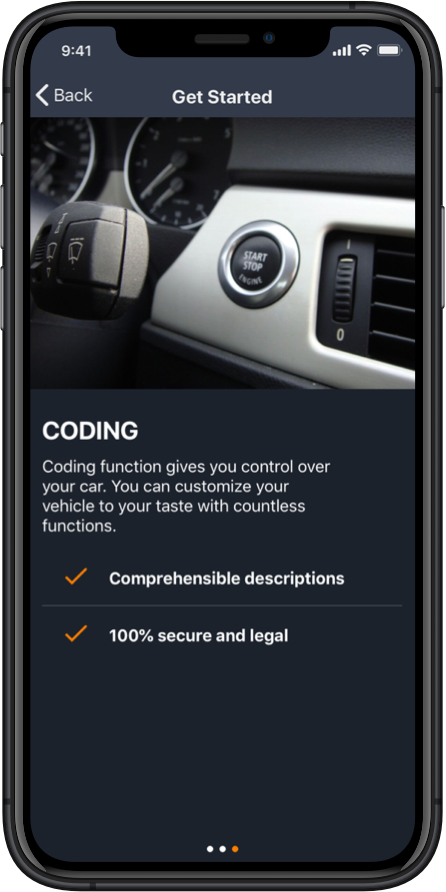 9:41
Back
Get Started
START
STOP
ENGINE
0
CODING
Coding function gives you control over
your car. You can customize your
vehicle to your taste with countless
functions.
Comprehensible descriptions
100% secure and legal